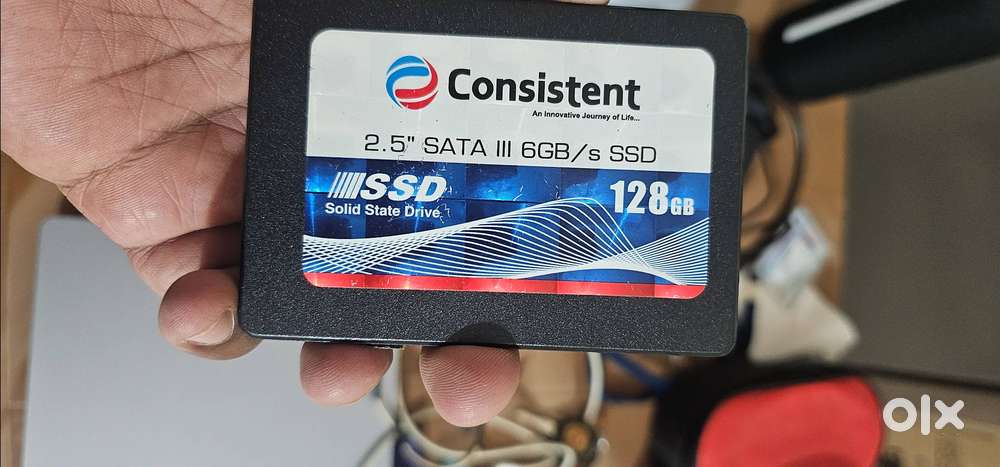 Consistent
An Innovative Journey of Life...
2.5" SATA III 6GB/s SSD
SSD
128GB
Solid State Drive
OLX